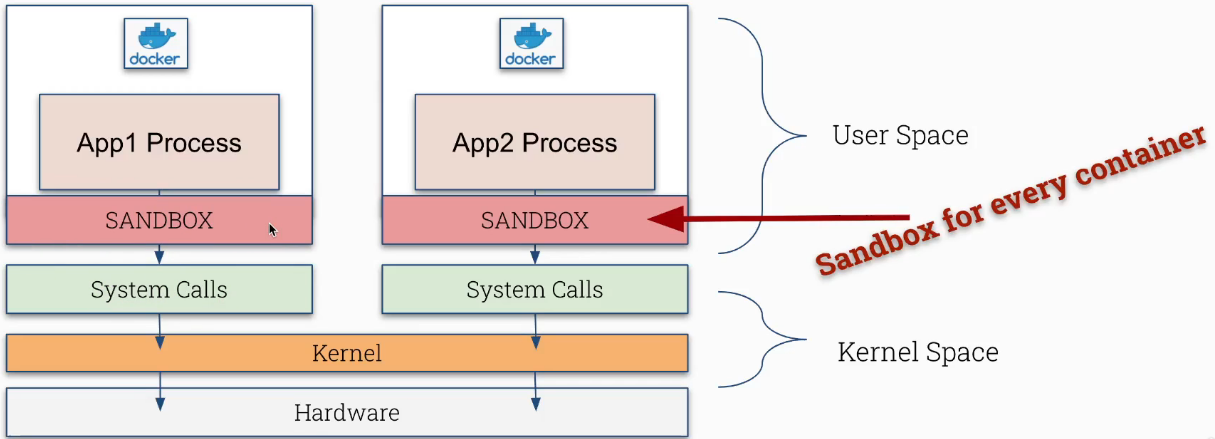 docker
docker
App1 Process
App2 Process
User Space
Sandbox for every container
SANDBOX
SANDBOX
System Calls
System Calls
Kernel
Kernel Space
Hardware